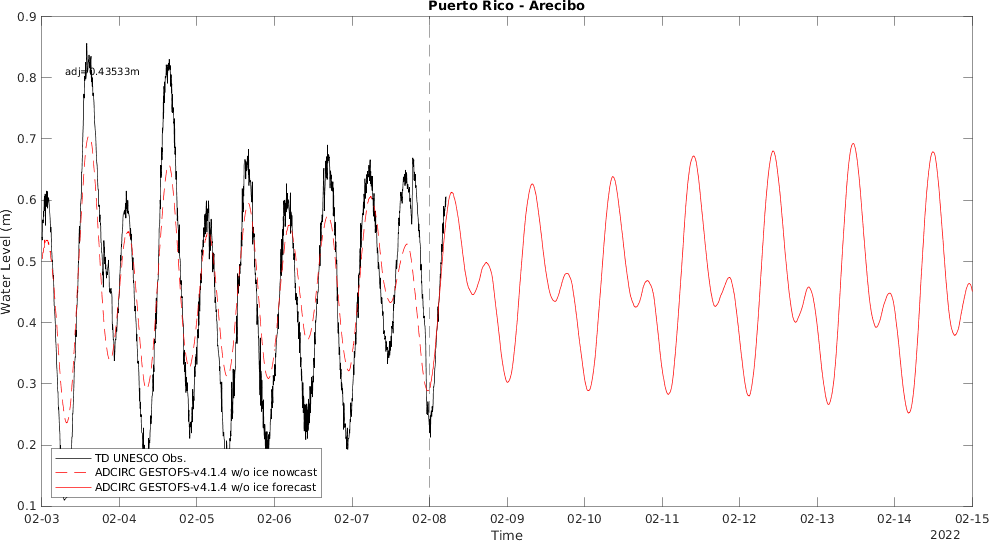 Puerto Rico - Arecibo
0.9
0.8
0.7
0.6
0.5
0.4
0.3
0.2
0.1
Water Level (m)
adj=0.43533m
TD UNESCO Obs.
ADCIRC GESTOFS-v4.1.4 w/o ice nowcast
ADCIRC GESTOFS-v4.1.4 w/o ice forecast
02-03 02-04 02-05 02-06 02-07 02-08 02-09 02-10 02-11 02-12 02-13 02-14 02-15
Time
2022